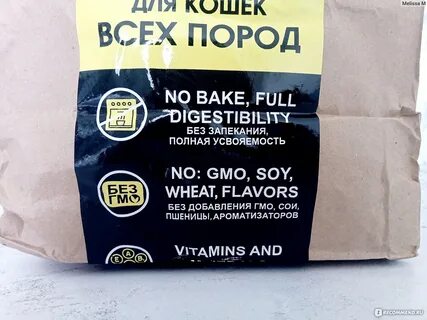 Melissa M
ДЛЯ КОШЕК
ВСЕХ ПОРОД
NO BAKE, FULL
DIGESTIBILITY
БЕЗ ЗАПЕКАНИЯ,
ПОЛНАЯ УСВОЯЕМОСТЬ
БЕЗ
ГМО
NO: GMO, SOY,
WHEAT, FLAVORS
БЕЗ ДОБАВЛЕНИЯ ГМО, СОИ,
ПШЕНИЦЫ, АРОМАТИЗАТОРОВ
E A B
VITAMINS AND
IRECOMMEND.RU